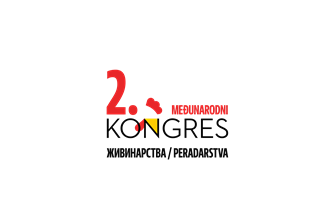 2.
MEĐUNARODNI
KONGRES
ЖИВИНАРСТВА / PERADARSTVA